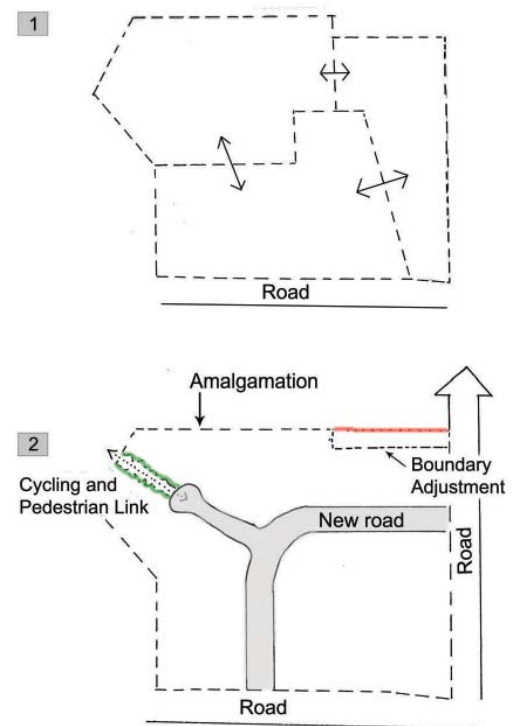 1
Road
Amalgamation
2
Cycling and
Pedestrian Link
Boundary
Adjustment
New road
Road
Road